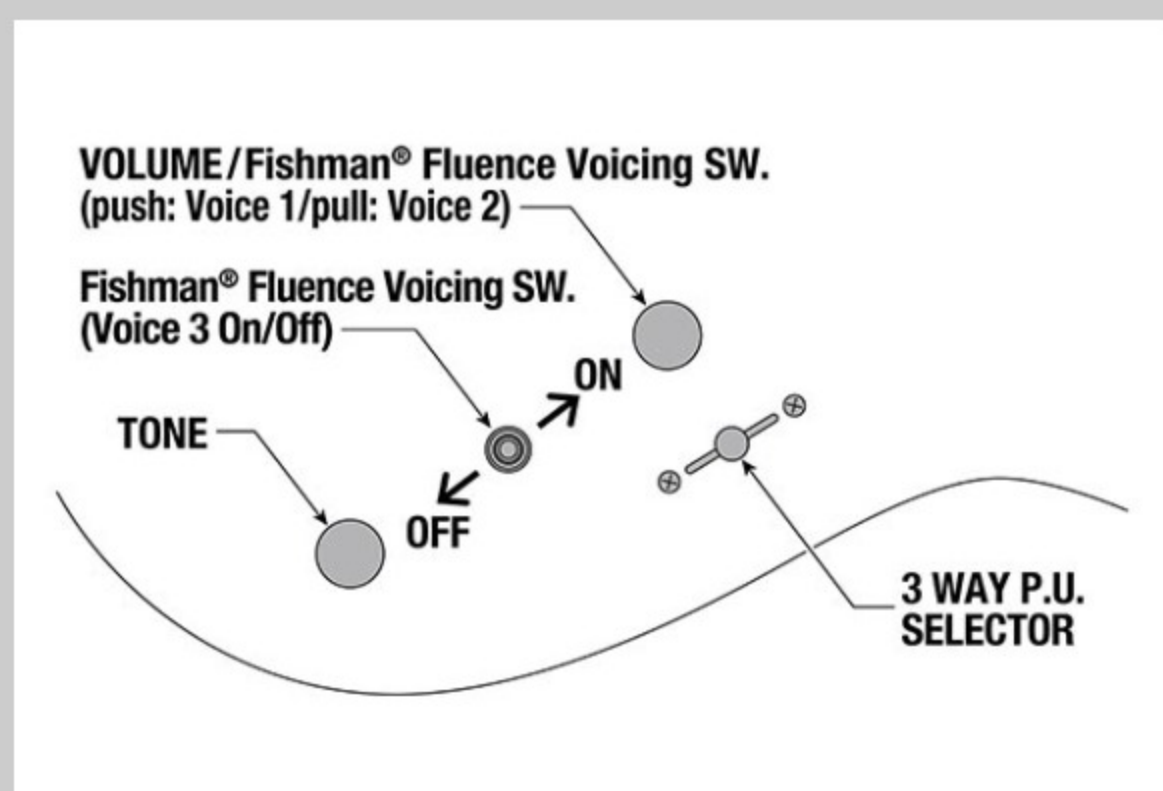 VOLUME/Fishman® Fluence Voicing SW.
(push: Voice 1/pull: Voice 2)
Fishman® Fluence Voicing SW.
(Voice 3 On/Off)
ON
TONE
OFF
3 WAY P.U.
SELECTOR